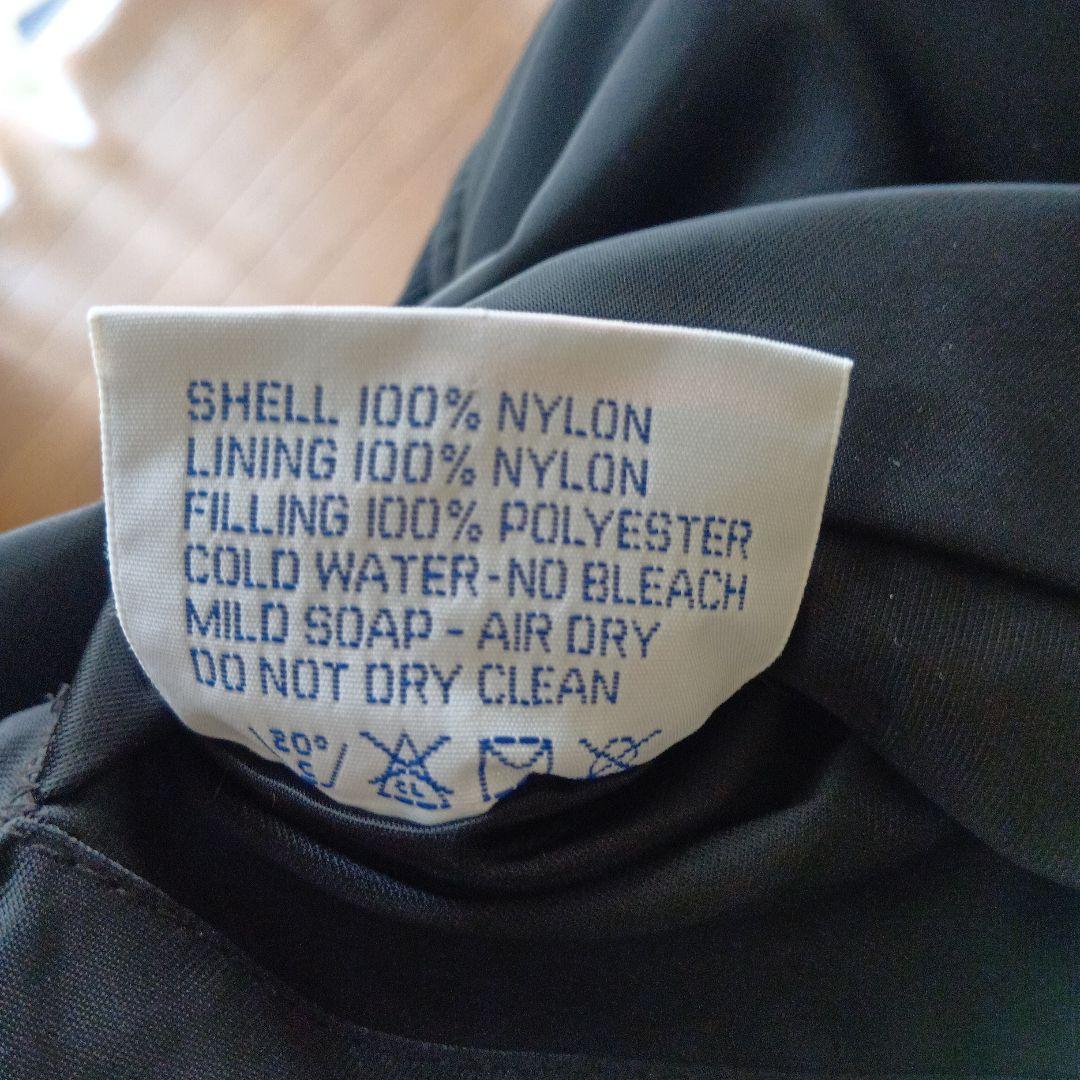 SHELL 100% NYLON
LINING 100% NYLON
FILLING 100% POLYESTER
COLD WATER-NO BLEACH
MILD SOAP - AIR DRY
DO NOT DRY CLEAN
CL